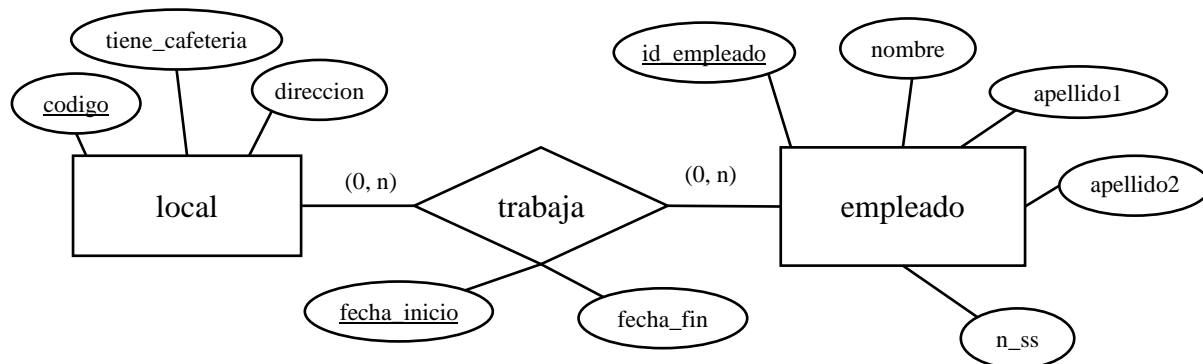 tiene_cafeteria
id_empleado
nombre
codigo
direccion
apellido1
apellido2
local
(0, n)
trabaja
(0, n)
empleado
fecha_inicio
fecha_fin
n_ss